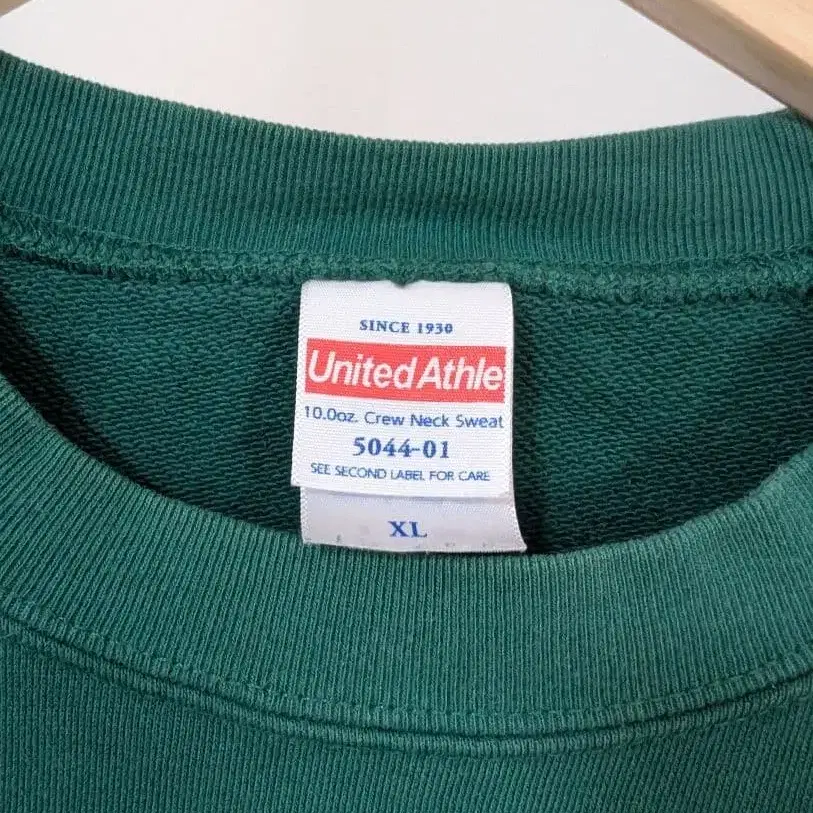 SINCE 1930
United Athle
10.0oz. Crew Neck Sweat
5044-01
SEE SECOND LABEL FOR CARE
XL